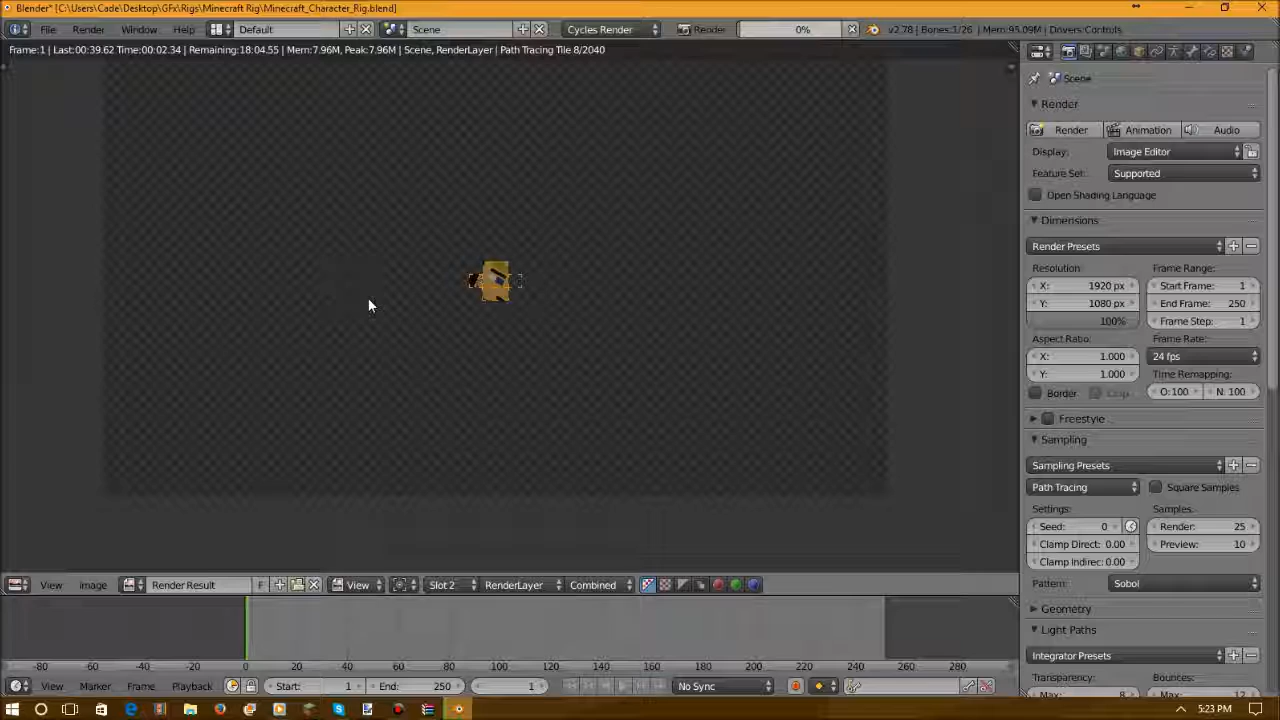 Blender* [C:\Users\Cade\Desktop\GFx\Rigs\Minecraft Rig\Minecraft_Character_Rig.blend]
File Render Window Help Default Scene Cycles Render Render 0% v2.78 | Bones:1/26 | Mem:95.09M | Drivers:Controls
Frame:1 | Last:00:39.62 Time:00:02.34 | Remaining:18:04.55 | Mem:7.96M, Peak:7.96M | Scene, RenderLayer | Path Tracing Tile 8/2040
Scene
Render
Render Animation Audio
Display: Image Editor
Feature Set: Supported
Open Shading Language
Dimensions
Render Presets
Resolution: Frame Range:
X: 1920 px Start Frame: 1
Y: 1080 px End Frame: 250
100% Frame Step: 1
Aspect Ratio: Frame Rate:
X: 1.000 24 fps
Y: 1.000 Time Remapping:
Border Crop O:100 N: 100
Freestyle
Sampling
Sampling Presets
Path Tracing Square Samples
Settings: Samples:
Seed: 0 Render: 25
Clamp Direct: 0.00 Preview: 10
Clamp Indirec: 0.00
Pattern: Sobol
Geometry
Light Paths
Integrator Presets
Transparency: Bounces:
Max: 8 Max: 12
View Image Render Result F View Slot 2 RenderLayer Combined
-80 -60 -40 -20 0 20 40 60 80 100 120 140 160 180 200 220 240 260 280
View Marker Frame Playback Start: 1 End: 250 1 No Sync
5:23 PM